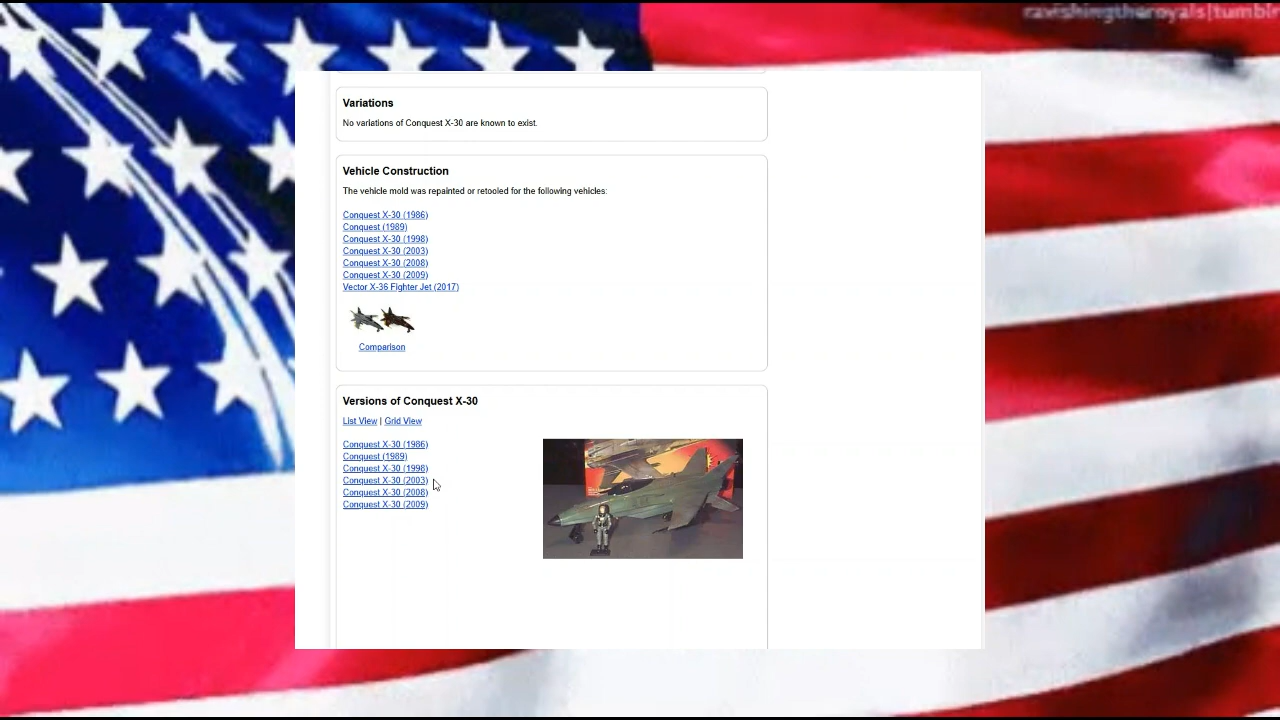 ravishingtheroyals|tumblr
Variations
No variations of Conquest X-30 are known to exist.
Vehicle Construction
The vehicle mold was repainted or retooled for the following vehicles:
Conquest X-30 (1986)
Conquest (1989)
Conquest X-30 (1998)
Conquest X-30 (2003)
Conquest X-30 (2008)
Conquest X-30 (2009)
Vector X-36 Fighter Jet (2017)
Comparison
Versions of Conquest X-30
List View | Grid View
Conquest X-30 (1986)
Conquest (1989)
Conquest X-30 (1998)
Conquest X-30 (2003)
Conquest X-30 (2008)
Conquest X-30 (2009)